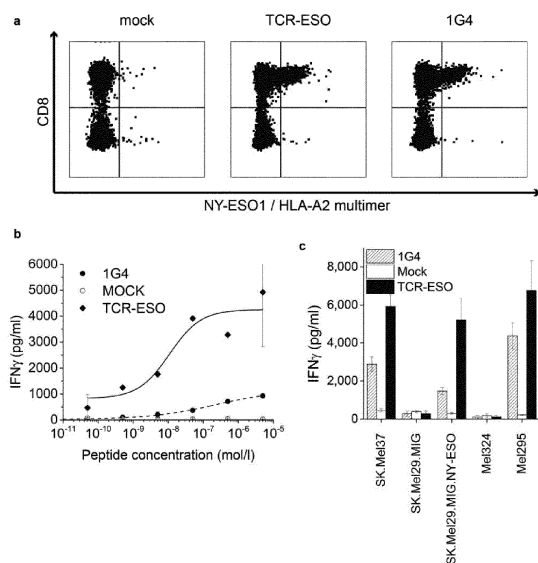 a
mock
TCR-ESO
1G4
CD8
NY-ESO1 / HLA-A2 multimer
b
1G4
MOCK
TCR-ESO
IFNγ (pg/ml)
6000
5000
4000
3000
2000
1000
0
10⁻¹¹ 10⁻¹⁰ 10⁻⁹ 10⁻⁸ 10⁻⁷ 10⁻⁶ 10⁻⁵
Peptide concentration (mol/l)
c
1G4
Mock
TCR-ESO
IFNγ (pg/ml)
8,000
6,000
4,000
2,000
0
SK.Mel37
SK.Mel29.MIG
SK.Mel29.MIG.NY-ESO
Mel324
Mel295